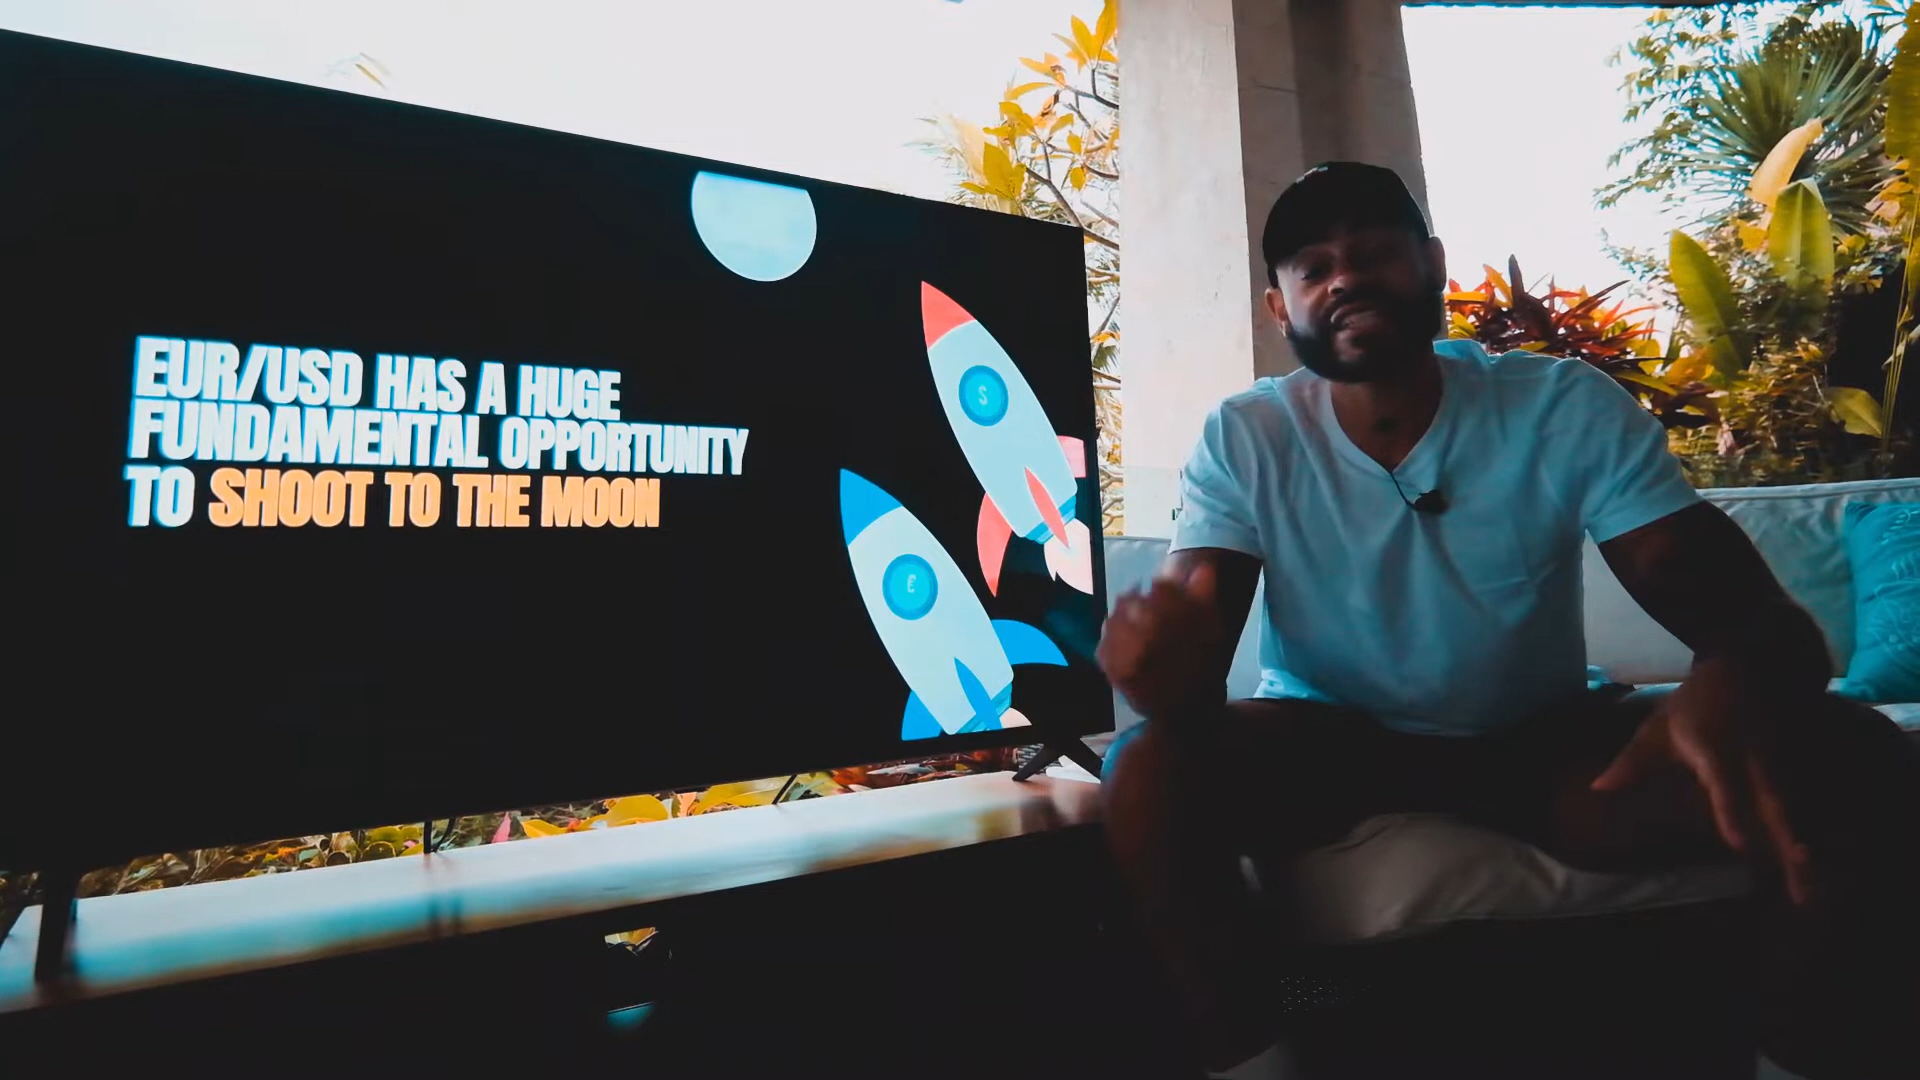 EUR/USD HAS A HUGE
FUNDAMENTAL OPPORTUNITY
TO SHOOT TO THE MOON
$
€